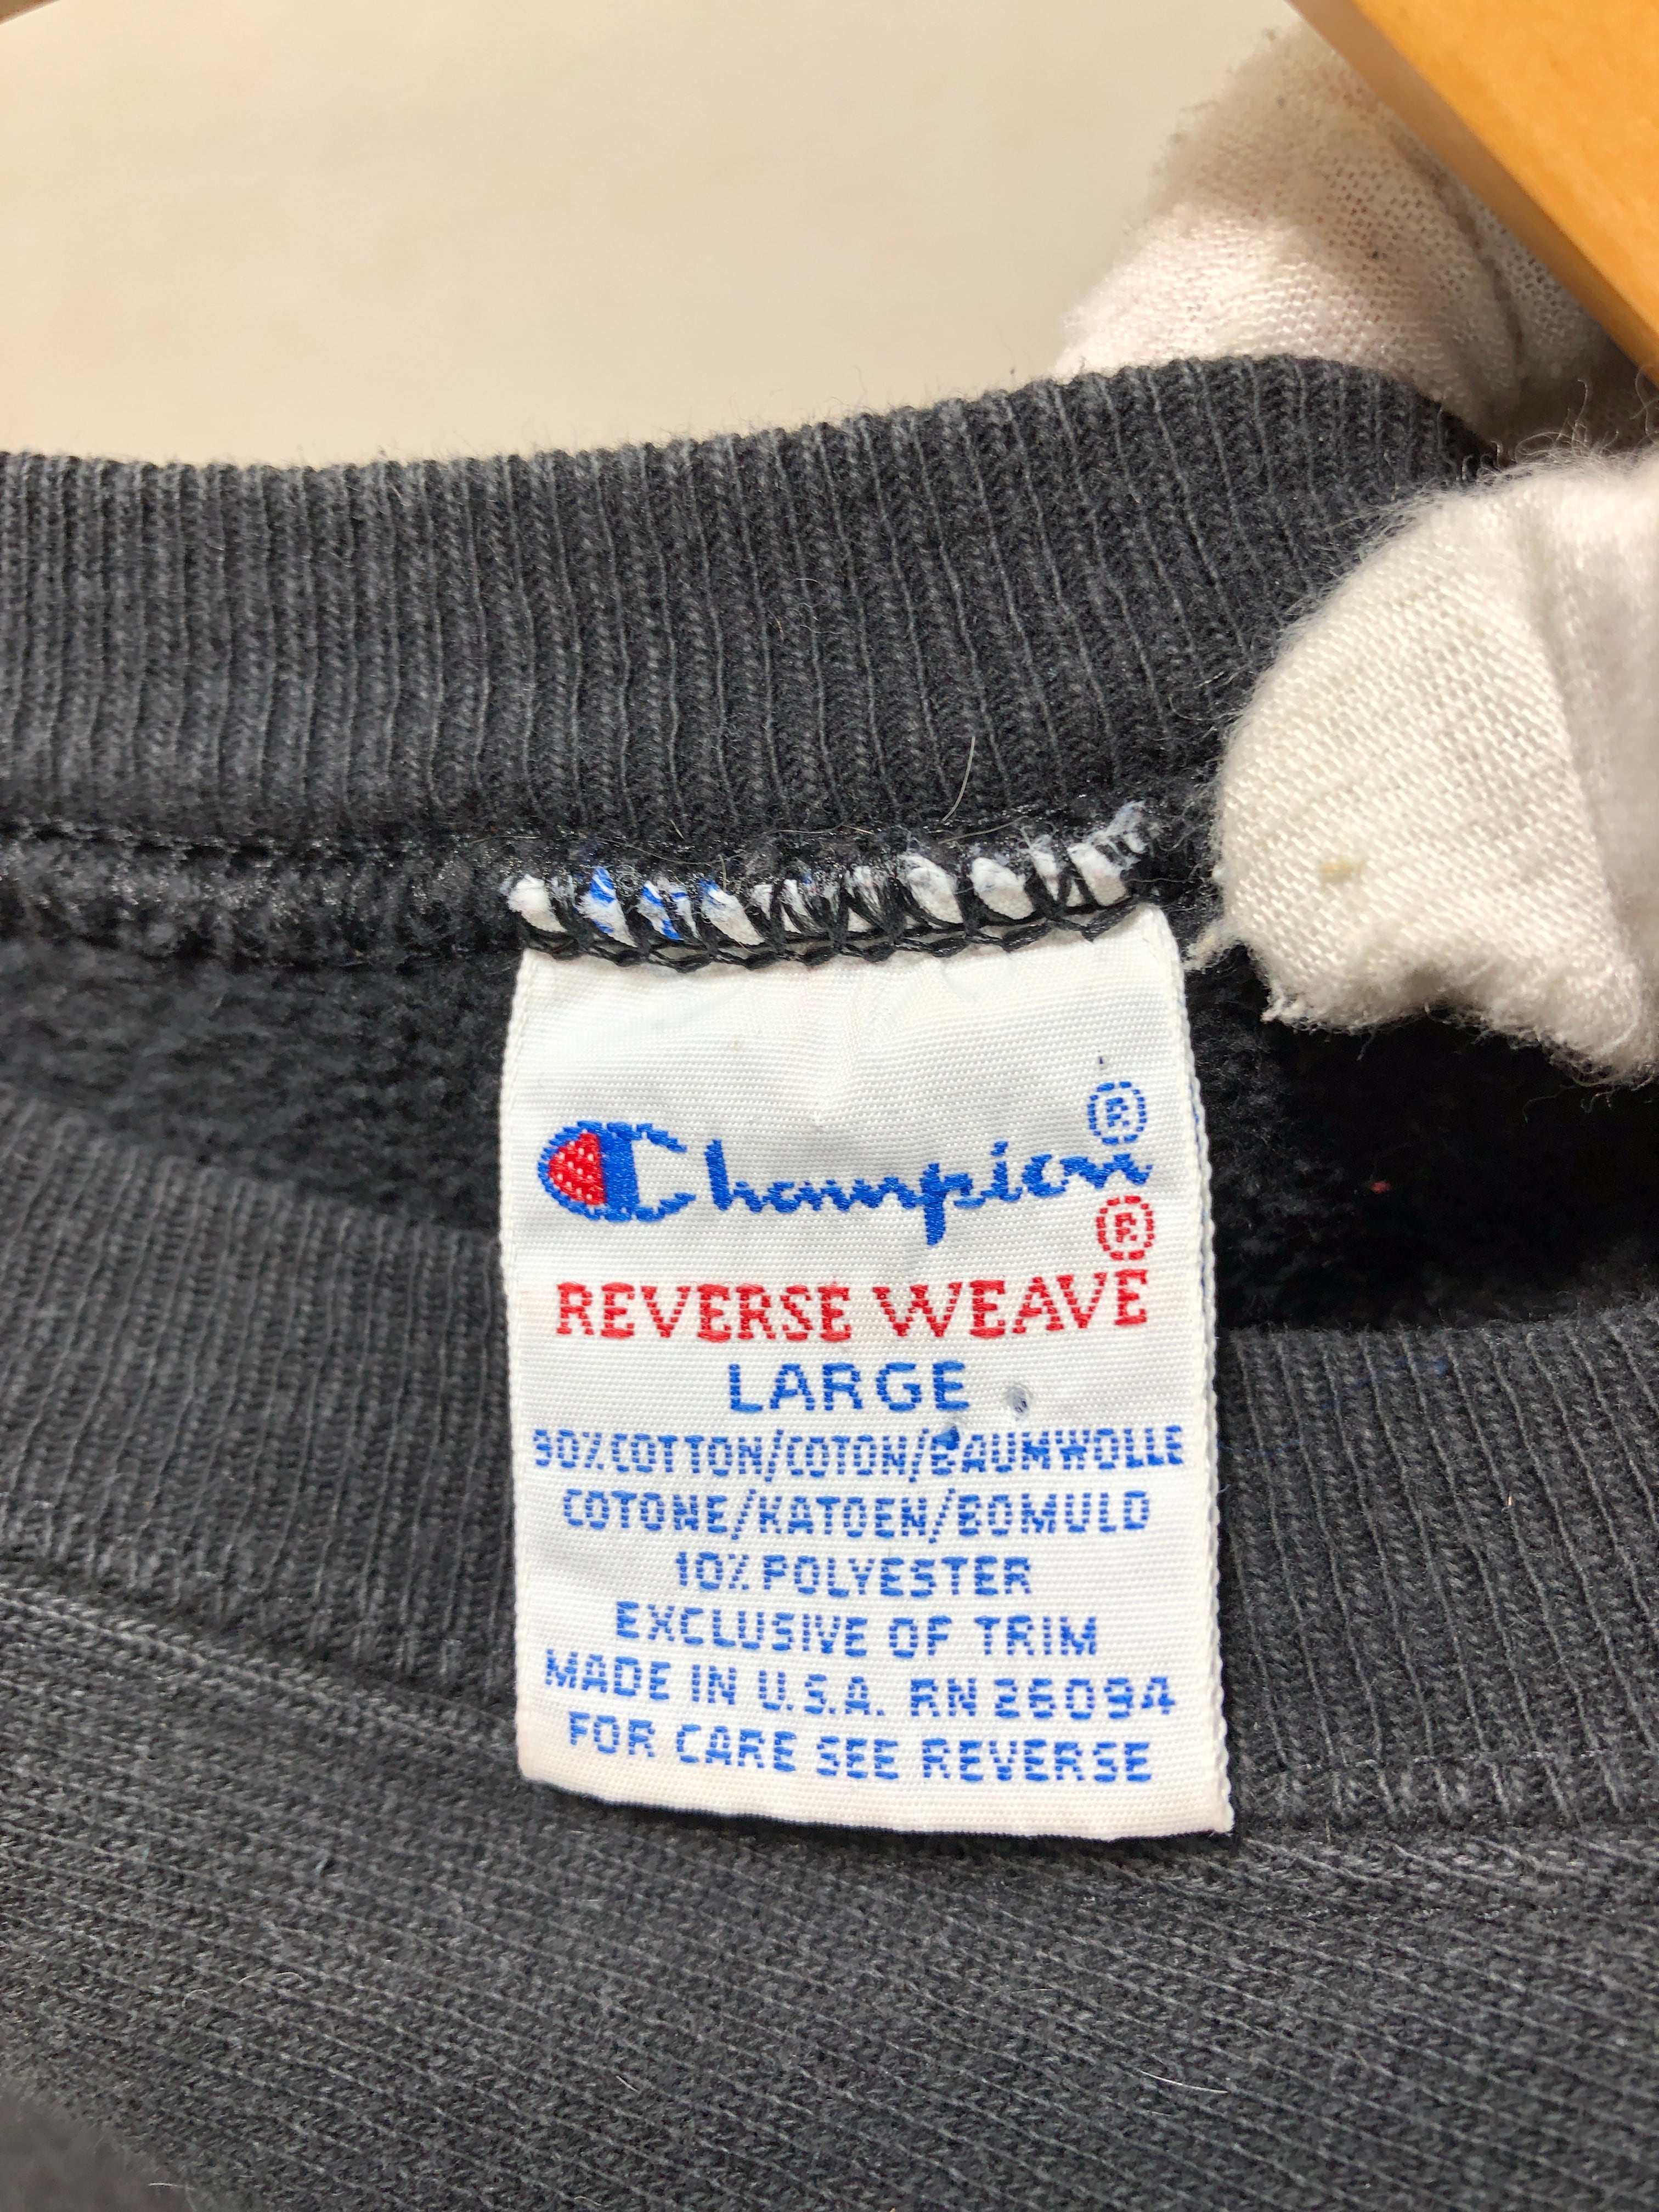 Champion®
REVERSE WEAVE®
LARGE
90% COTTON/COTON/BAUMWOLLE
COTONE/KATOEN/BOMULD
10% POLYESTER
EXCLUSIVE OF TRIM
MADE IN U.S.A. RN 26094
FOR CARE SEE REVERSE